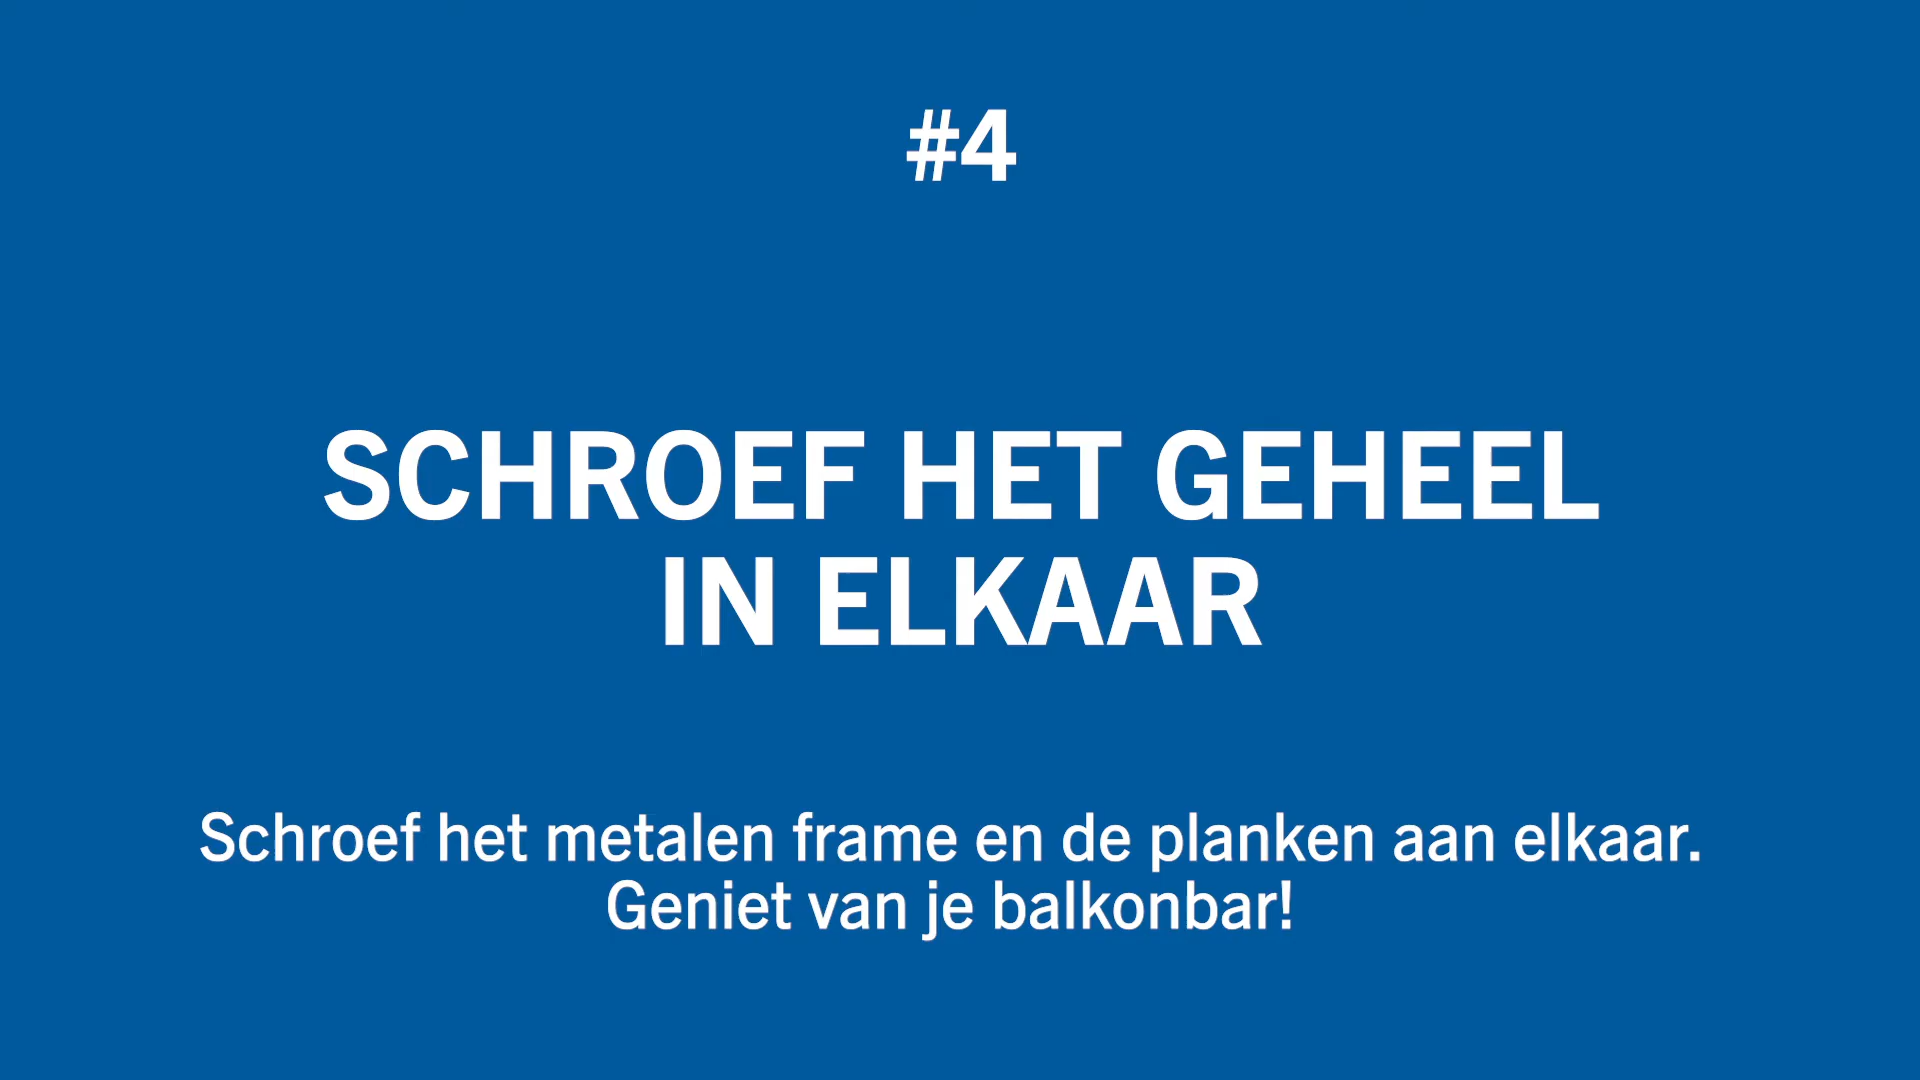 #4
SCHROEF HET GEHEEL
IN ELKAAR
Schroef het metalen frame en de planken aan elkaar.
Geniet van je balkonbar!